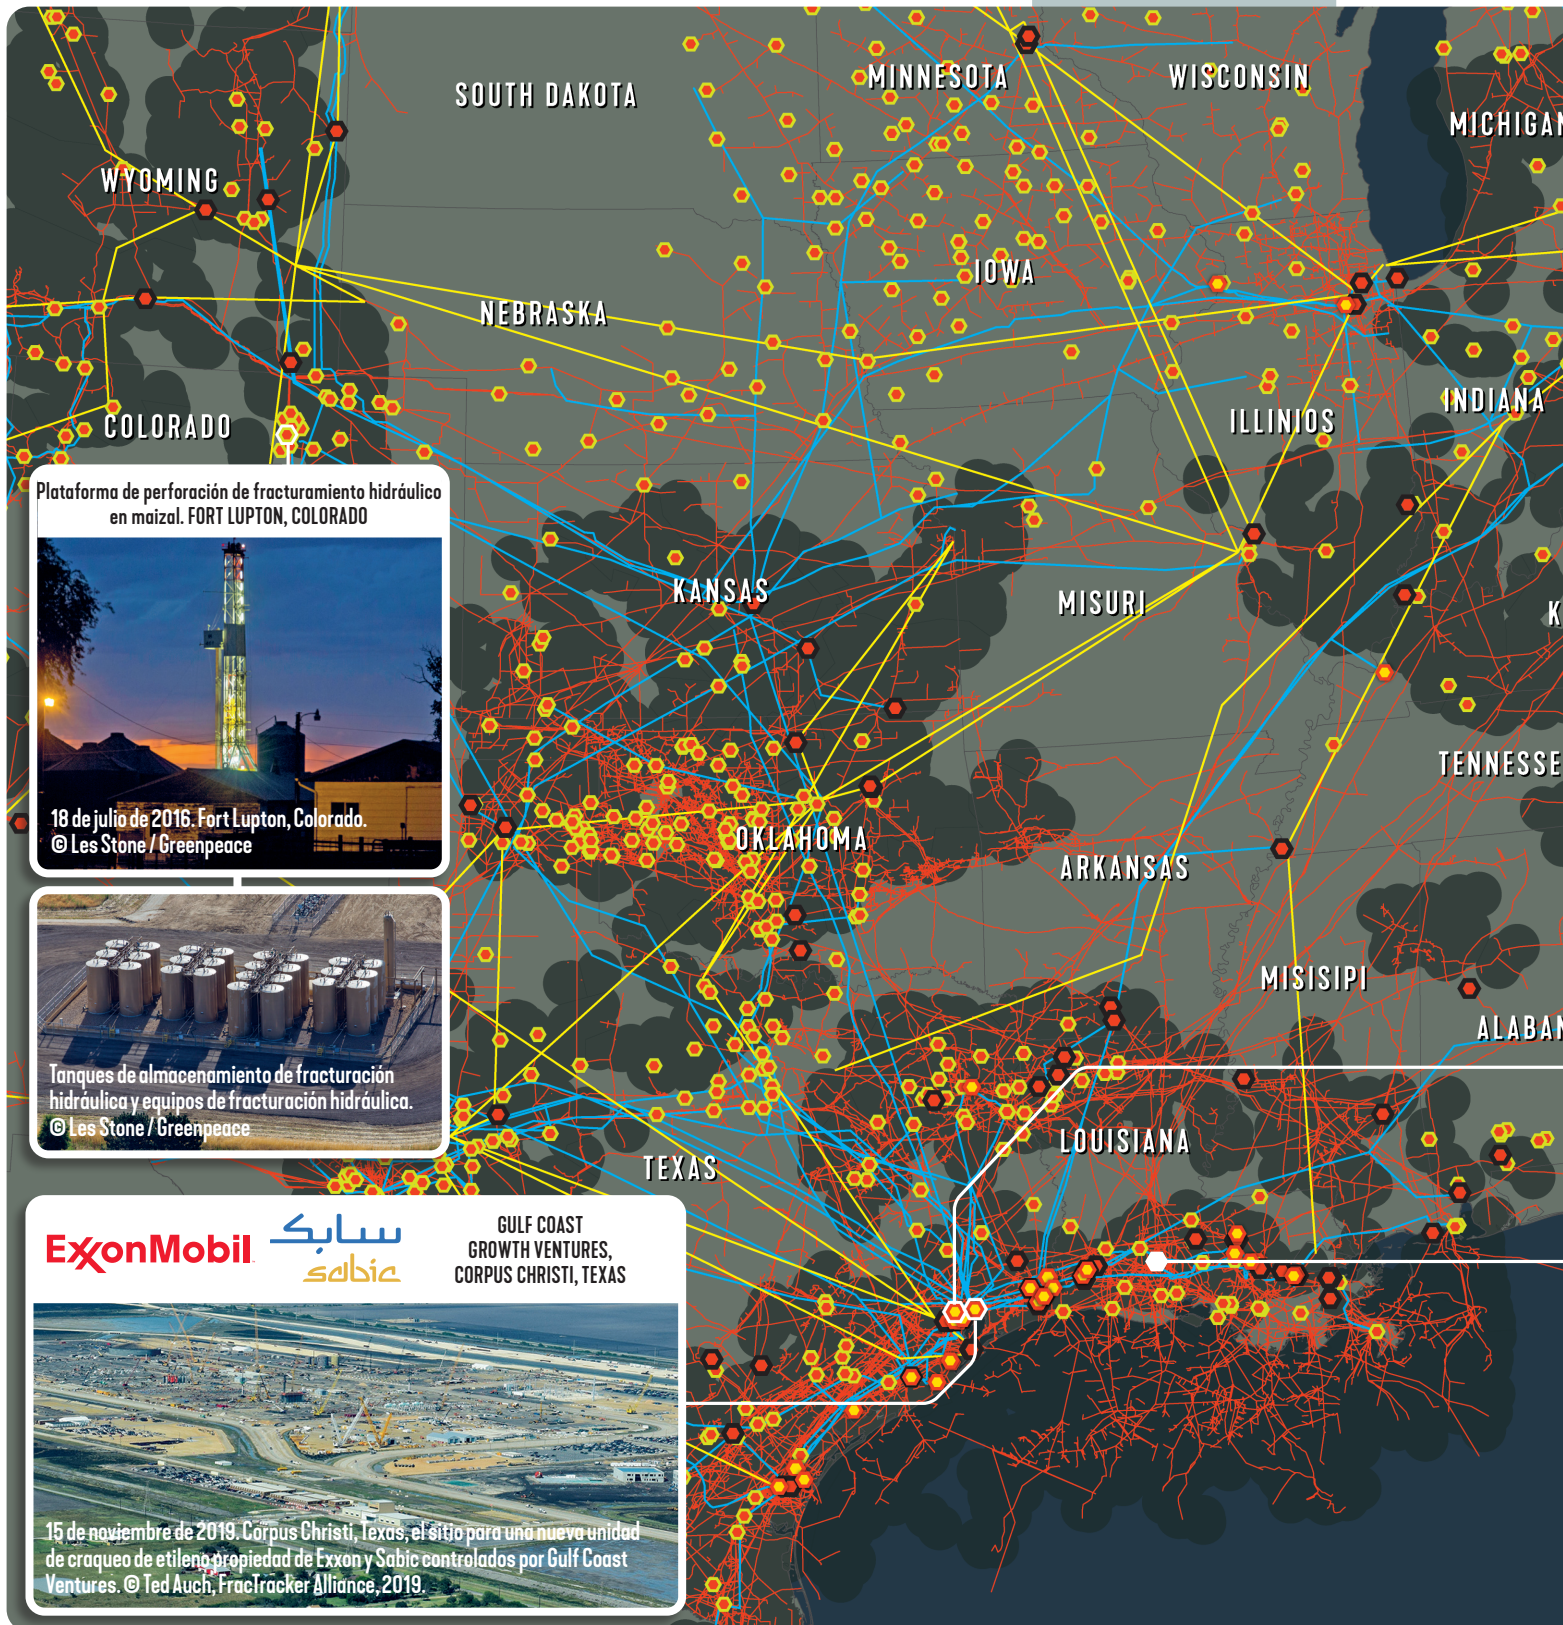 SOUTH DAKOTA
MINNESOTA
WISCONSIN
MICHIGAN
WYOMING
IOWA
NEBRASKA
COLORADO
ILLINIOS
INDIANA
Plataforma de perforación de fracturamiento hidráulico
en maizal. FORT LUPTON, COLORADO
KANSAS
MISURI
K
TENNESSE
18 de julio de 2016. Fort Lupton, Colorado.
© Les Stone / Greenpeace
OKLAHOMA
ARKANSAS
MISISIPI
ALABAM
Tanques de almacenamiento de fracturación
hidráulica y equipos de fracturación hidráulica.
© Les Stone / Greenpeace
LOUISIANA
TEXAS
ExxonMobil
سابك
sabic
GULF COAST
GROWTH VENTURES,
CORPUS CHRISTI, TEXAS
15 de noviembre de 2019. Corpus Christi, Texas, el sitio para una nueva unidad
de craqueo de etileno propiedad de Exxon y Sabic controlados por Gulf Coast
Ventures. © Ted Auch, FracTracker Alliance, 2019.